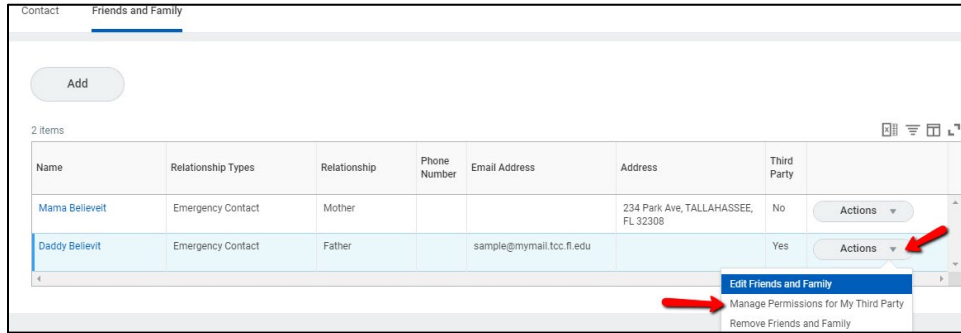 Contact Friends and Family
Add
2 items
Name Relationship Types Relationship Phone Number Email Address Address Third Party
Mama Believeit Emergency Contact Mother 234 Park Ave, TALLAHASSEE, FL 32308 No Actions
Daddy Believit Emergency Contact Father sample@mymail.tcc.fl.edu Yes Actions
Edit Friends and Family
Manage Permissions for My Third Party
Remove Friends and Family